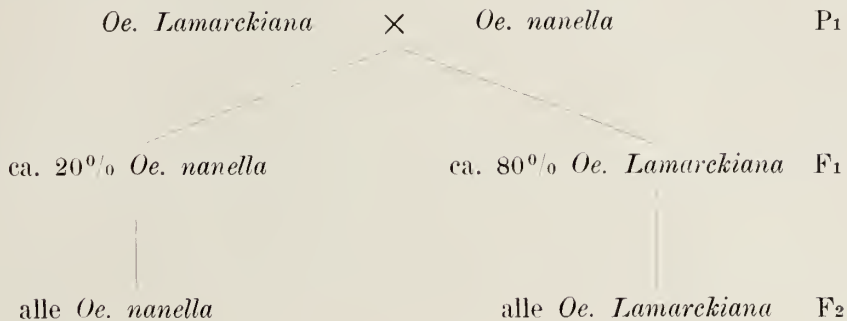 Oe. Lamarckiana × Oe. nanella P1
ca. 20% Oe. nanella ca. 80% Oe. Lamarckiana F1
alle Oe. nanella alle Oe. Lamarckiana F2